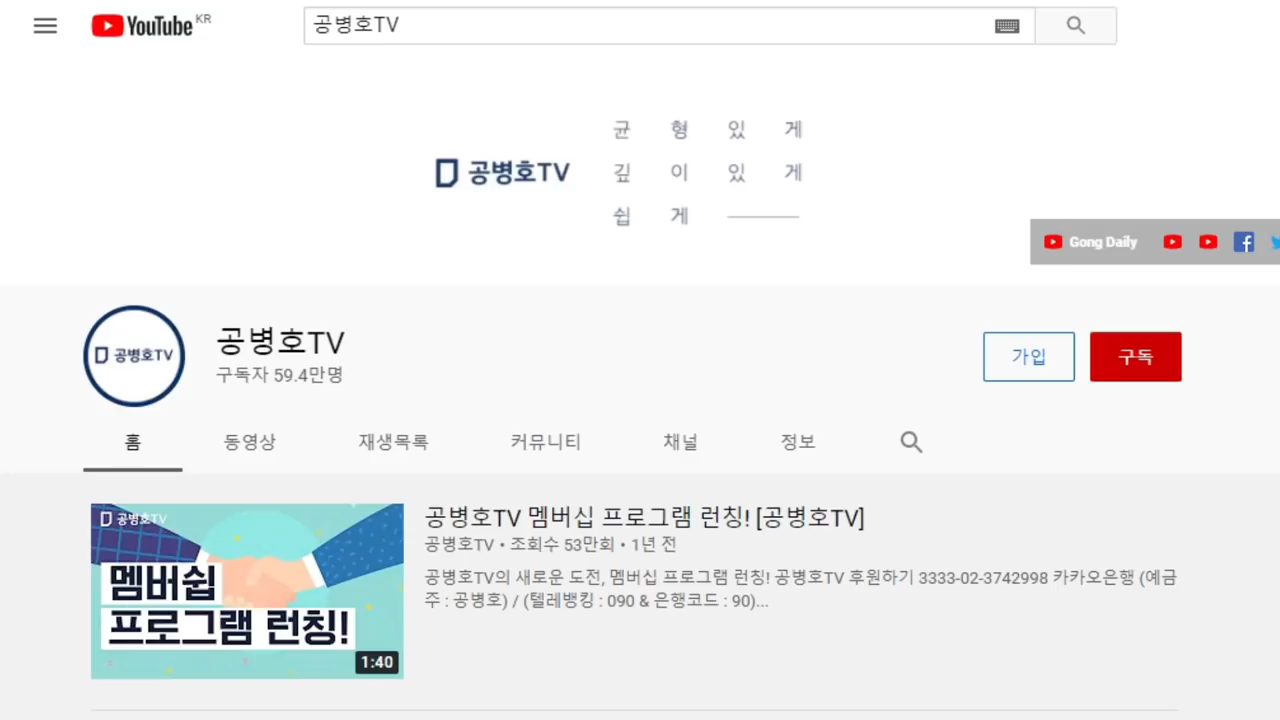 YouTube KR
공병호TV
균 형 있 게
공병호TV
깊 이 있 게
쉽 게
Gong Daily
공병호TV
공병호TV
구독자 59.4만명
가입
구독
홈
동영상
재생목록
커뮤니티
채널
정보
공병호TV
멤버쉽
프로그램 런칭!
1:40
공병호TV 멤버십 프로그램 런칭! [공병호TV]
공병호TV • 조회수 53만회 • 1년 전
공병호TV의 새로운 도전, 멤버십 프로그램 런칭! 공병호TV 후원하기 3333-02-3742998 카카오은행 (예금
주 : 공병호) / (텔레뱅킹 : 090 & 은행코드 : 90)...